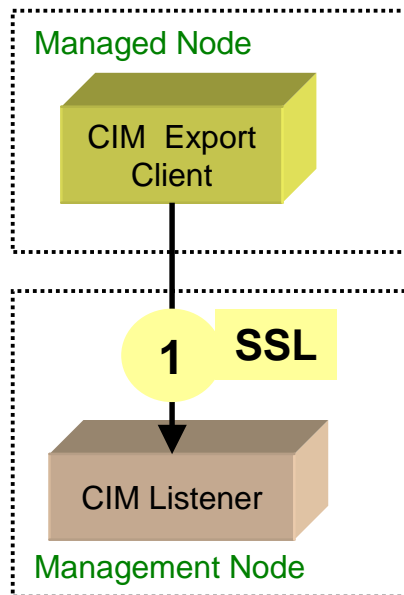 Managed Node
CIM Export
Client
1
SSL
CIM Listener
Management Node